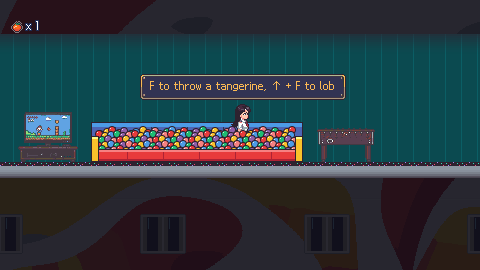 x 1
F to throw a tangerine, ↑ + F to lob